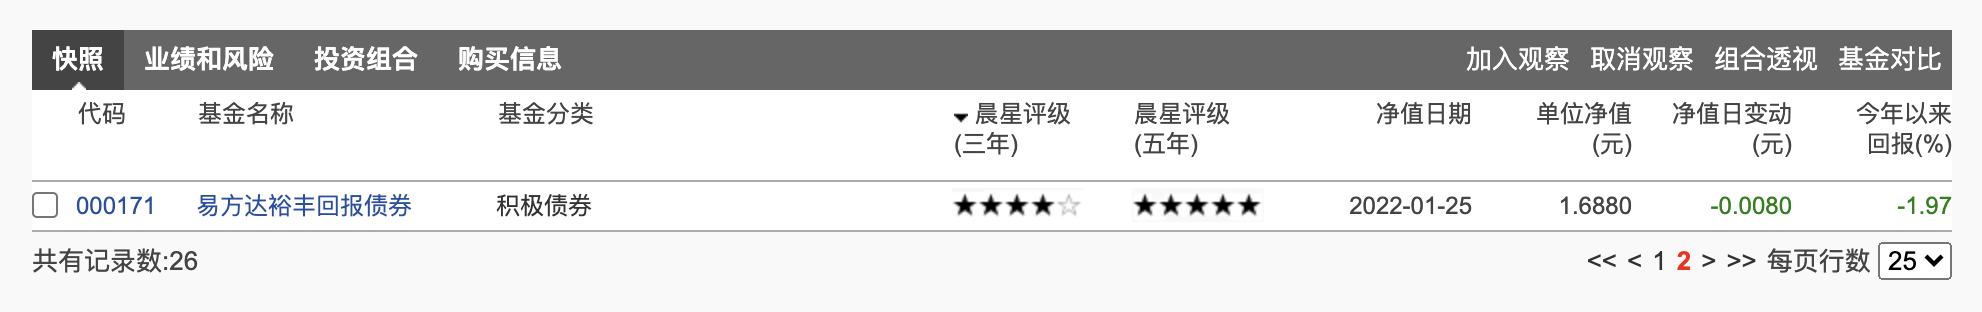 快照 业绩和风险 投资组合 购买信息 加入观察 取消观察 组合透视 基金对比
代码 基金名称 基金分类 晨星评级 晨星评级 净值日期 单位净值 净值日变动 今年以来
(三年) (五年) (元) (元) 回报(%)
000171 易方达裕丰回报债券 积极债券 ★★★★☆ ★★★★★ 2022-01-25 1.6880 -0.0080 -1.97
共有记录数:26 << < 1 2 > >> 每页行数 25